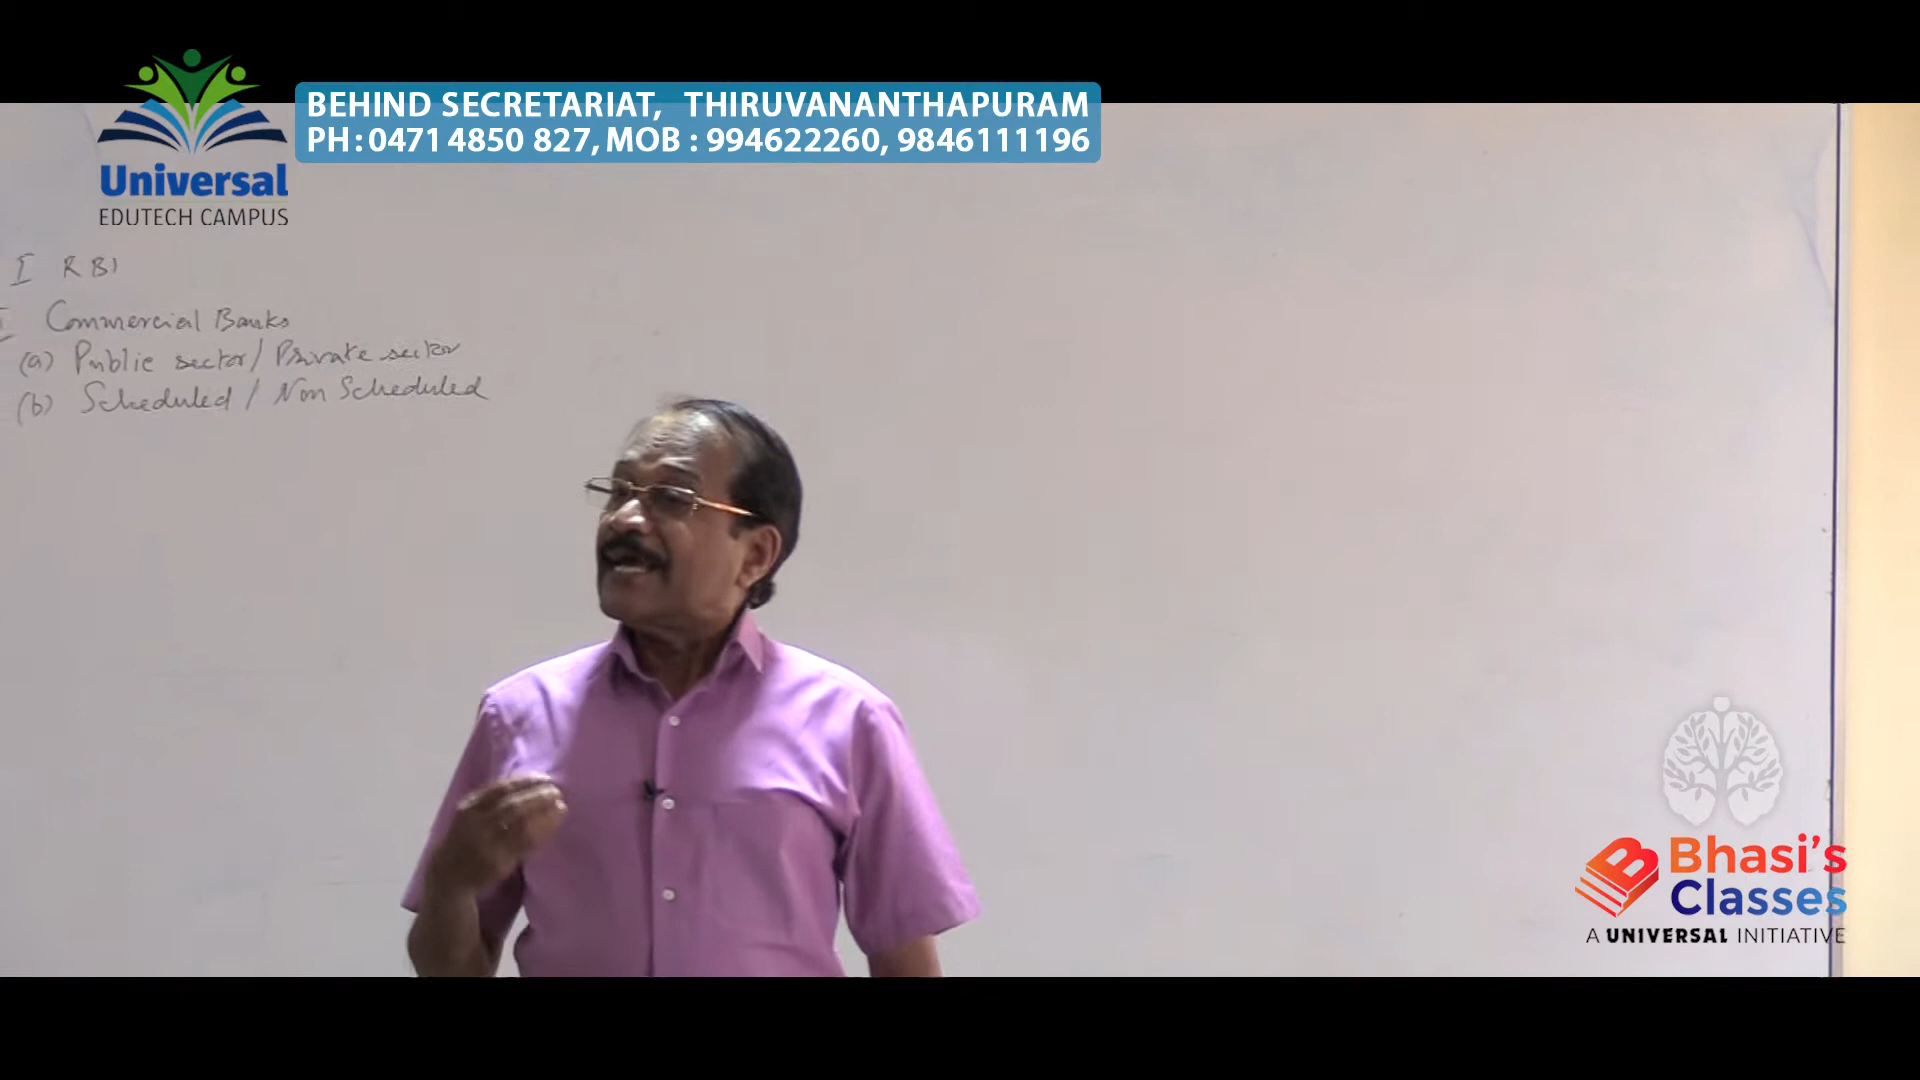 BEHIND SECRETARIAT, THIRUVANANTHAPURAM
PH : 0471 4850 827, MOB : 994622260, 9846111196
Universal
EDUTECH CAMPUS
I RBI
I Commercial Banks
(a) Public sector / Private sector
(b) Scheduled / Non Scheduled
Bhasi's
Classes
A UNIVERSAL INITIATIVE